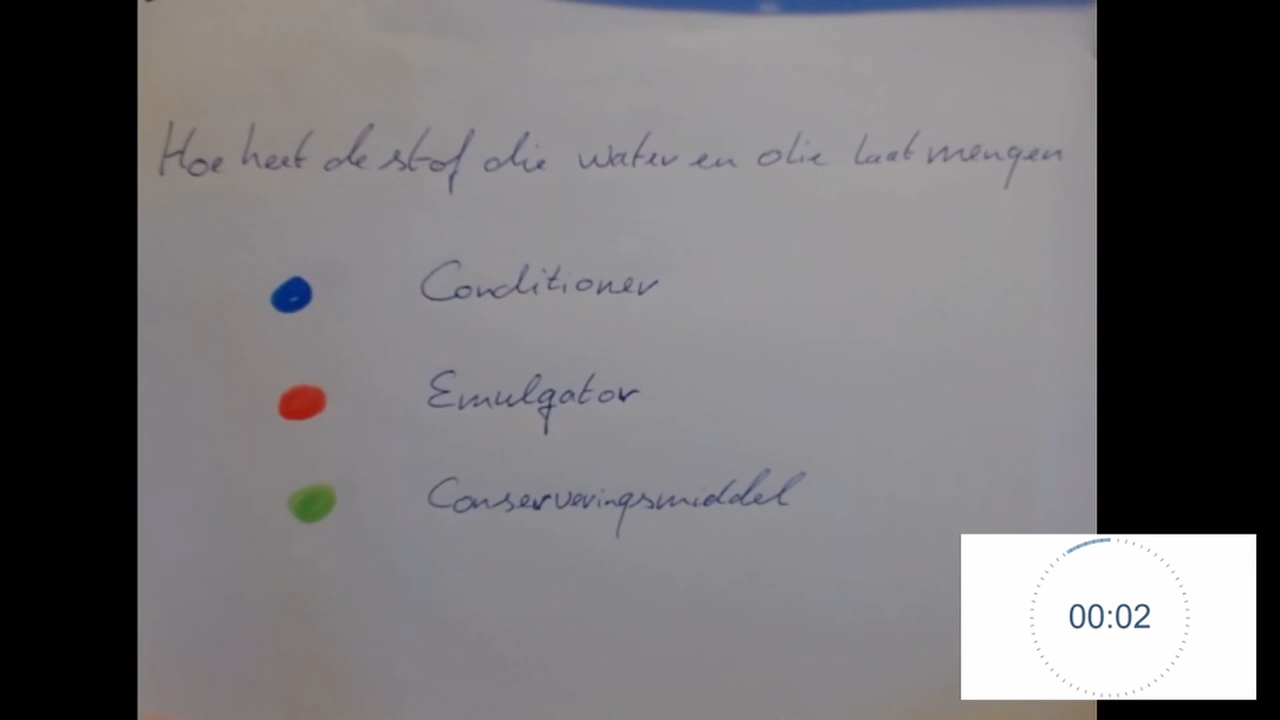 Hoe heet de stof die water en olie laat mengen
Conditioner
Emulgator
Conserveringsmiddel
00:02